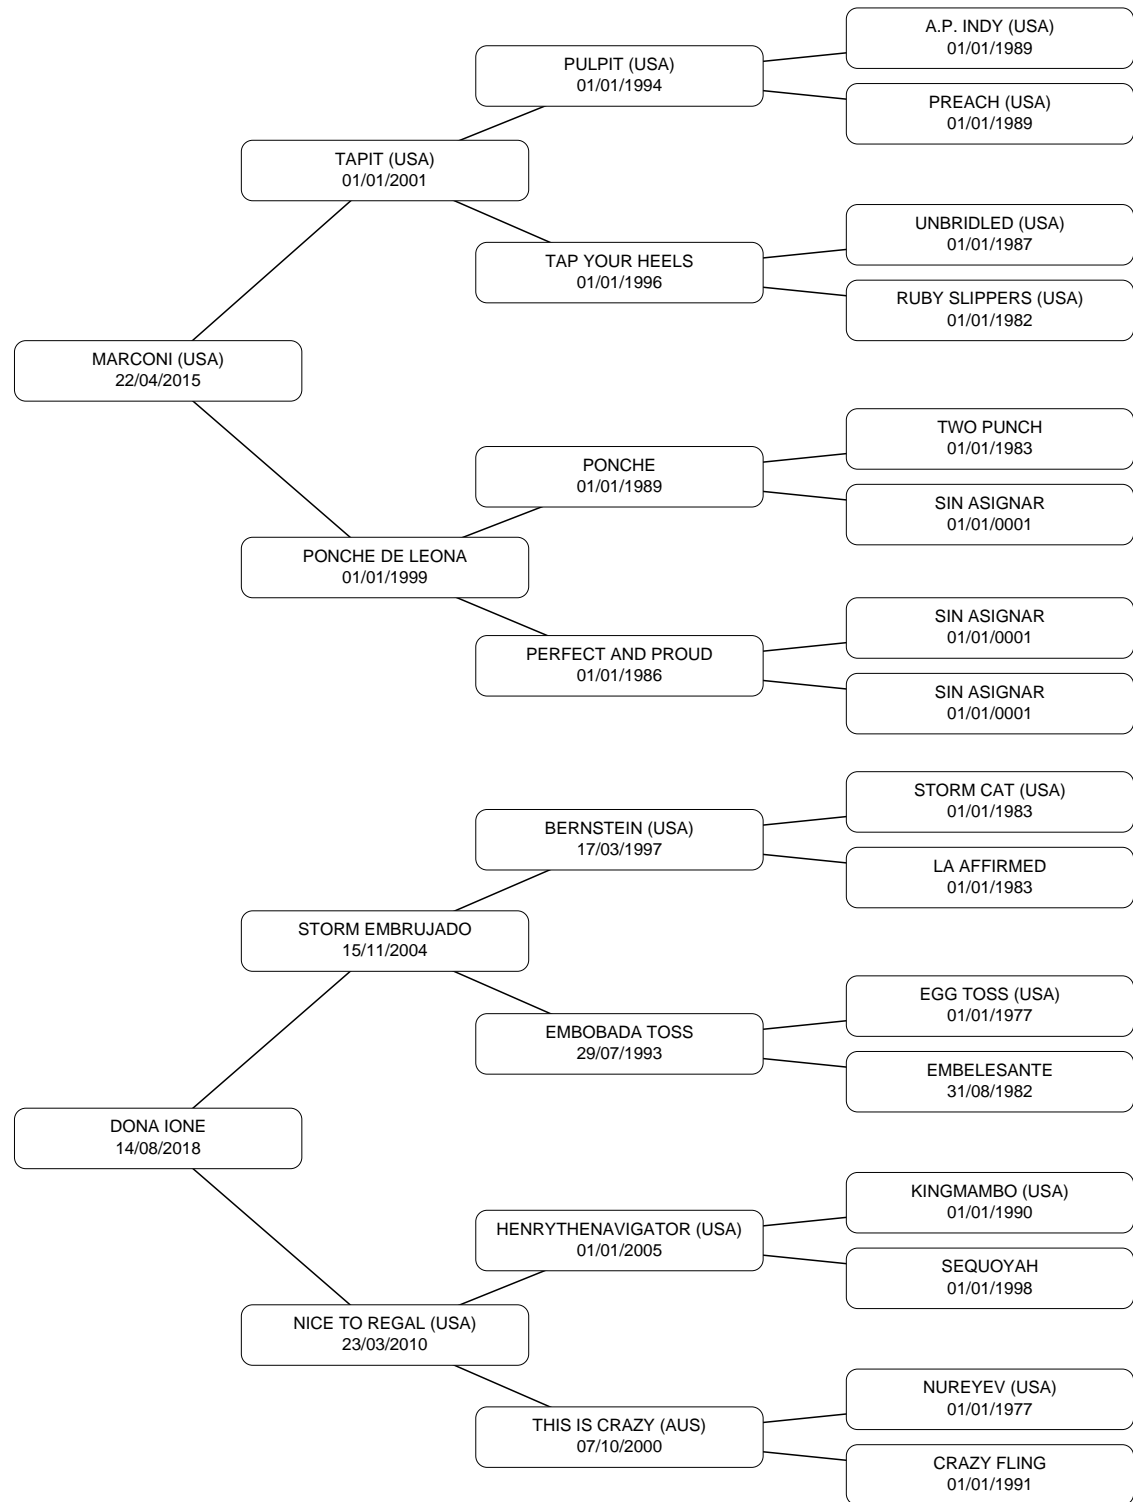 A.P. INDY (USA)
01/01/1989
PULPIT (USA)
01/01/1994
PREACH (USA)
01/01/1989
TAPIT (USA)
01/01/2001
UNBRIDLED (USA)
01/01/1987
TAP YOUR HEELS
01/01/1996
RUBY SLIPPERS (USA)
01/01/1982
MARCONI (USA)
22/04/2015
TWO PUNCH
01/01/1983
PONCHE
01/01/1989
SIN ASIGNAR
01/01/0001
PONCHE DE LEONA
01/01/1999
SIN ASIGNAR
01/01/0001
PERFECT AND PROUD
01/01/1986
SIN ASIGNAR
01/01/0001
STORM CAT (USA)
01/01/1983
BERNSTEIN (USA)
17/03/1997
LA AFFIRMED
01/01/1983
STORM EMBRUJADO
15/11/2004
EGG TOSS (USA)
01/01/1977
EMBOBADA TOSS
29/07/1993
EMBELESANTE
31/08/1982
DONA IONE
14/08/2018
KINGMAMBO (USA)
01/01/1990
HENRYTHENAVIGATOR (USA)
01/01/2005
SEQUOYAH
01/01/1998
NICE TO REGAL (USA)
23/03/2010
NUREYEV (USA)
01/01/1977
THIS IS CRAZY (AUS)
07/10/2000
CRAZY FLING
01/01/1991